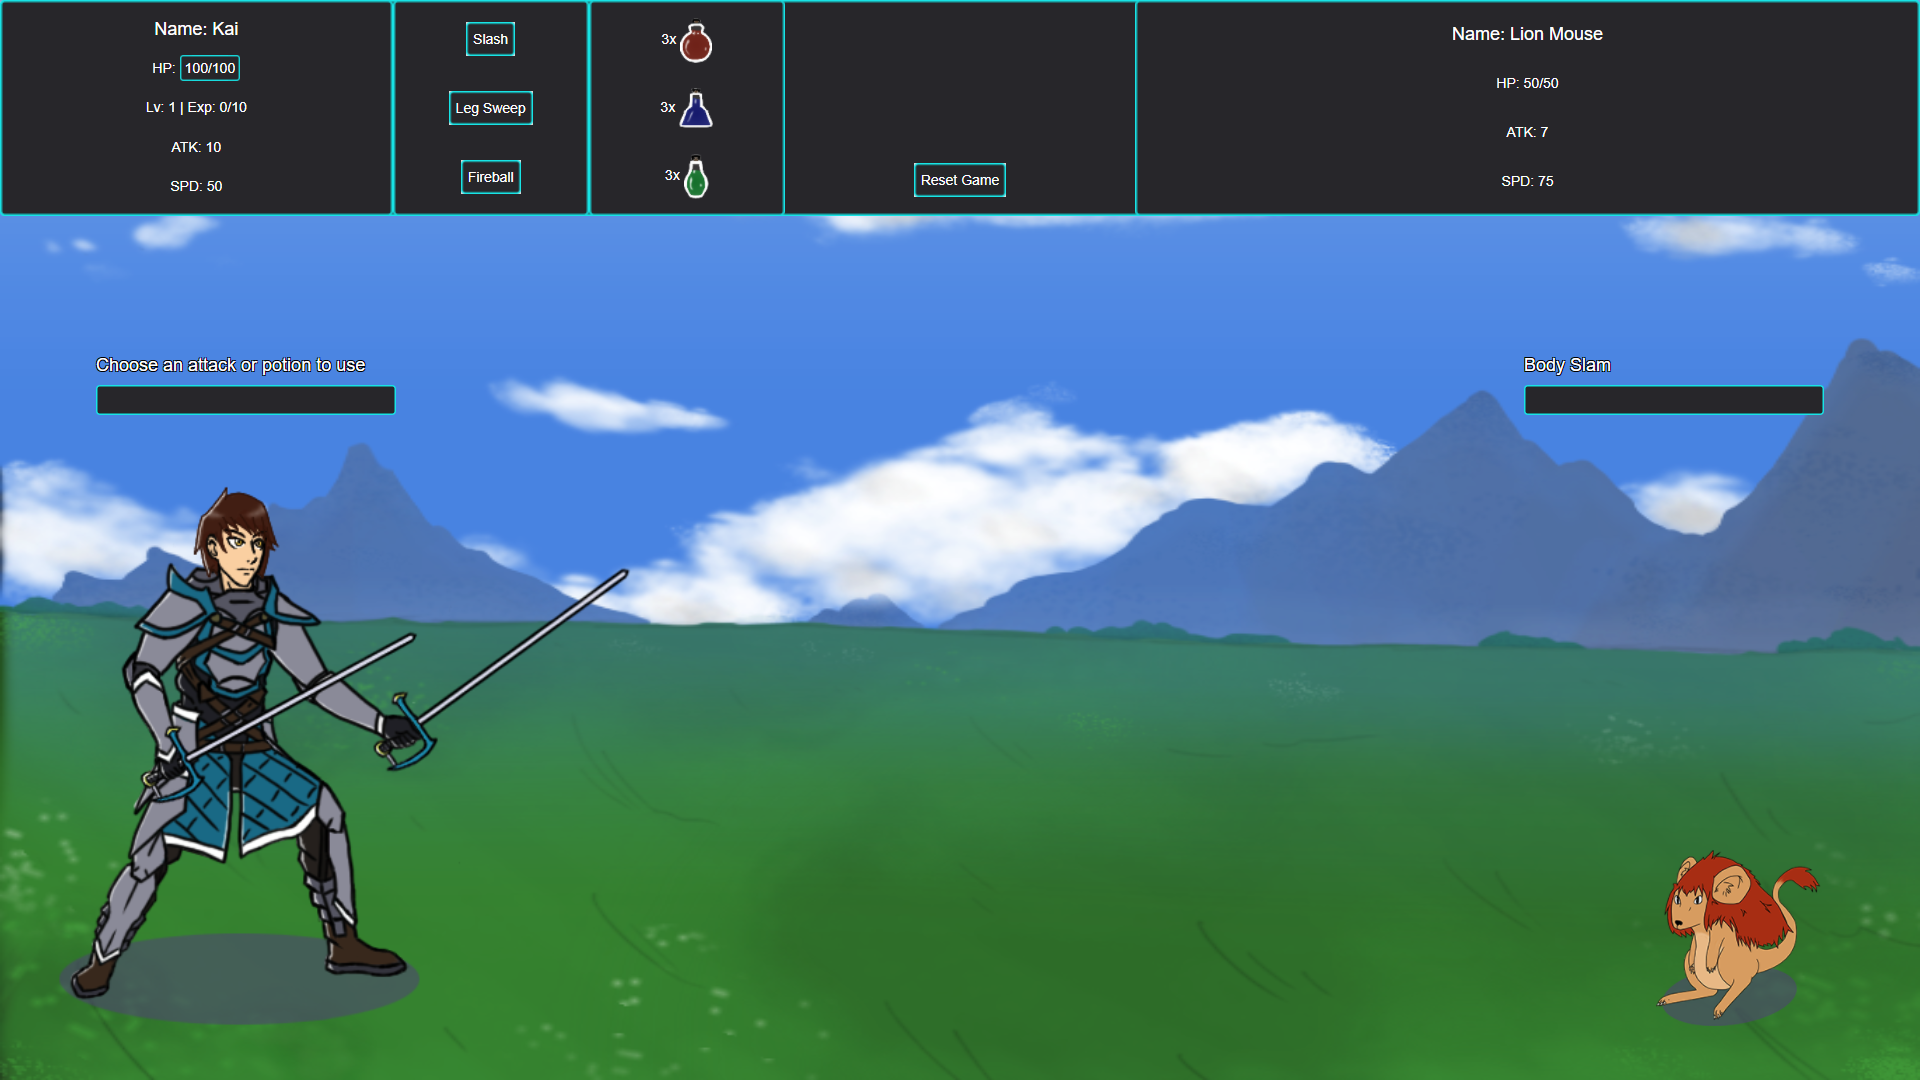 Name: Kai
HP: 100/100
Lv: 1 | Exp: 0/10
ATK: 10
SPD: 50
Slash
Leg Sweep
Fireball
3x
3x
3x
Reset Game
Name: Lion Mouse
HP: 50/50
ATK: 7
SPD: 75
Choose an attack or potion to use
Body Slam